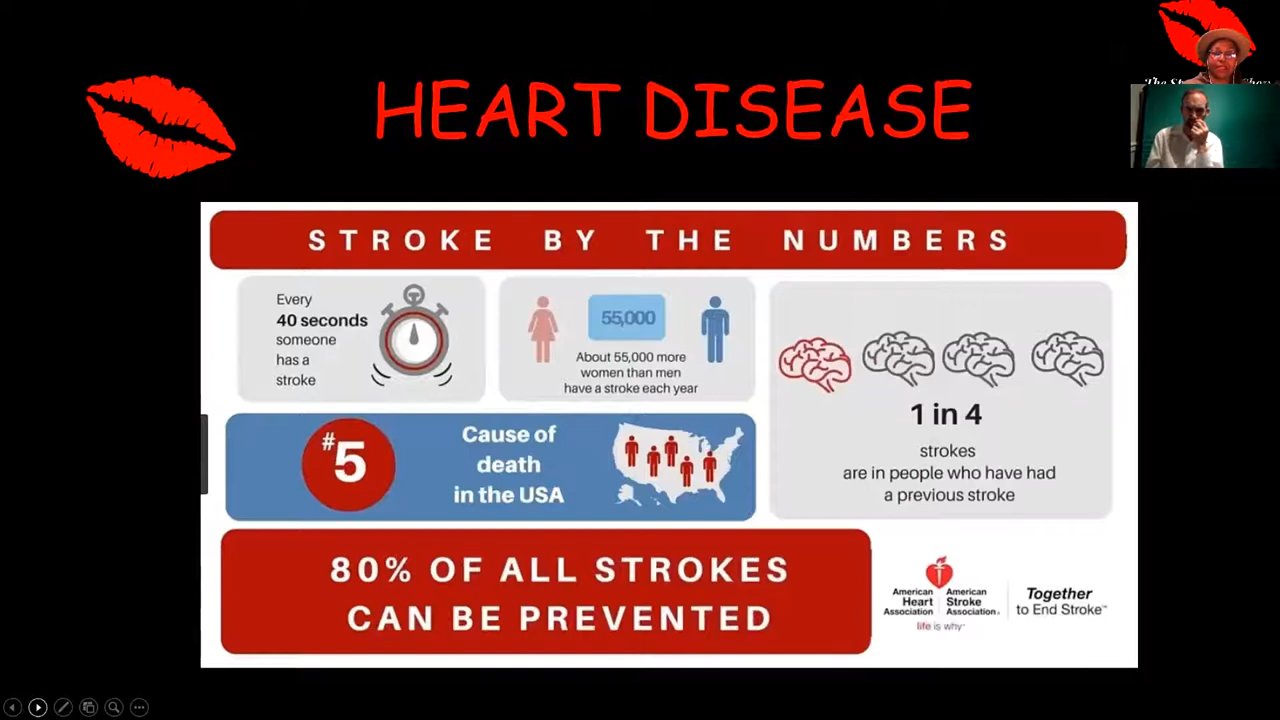 HEART DISEASE
STROKE BY THE NUMBERS
Every
40 seconds
someone
has a
stroke
55,000
About 55,000 more
women than men
have a stroke each year
1 in 4
strokes
are in people who have had
a previous stroke
#5
Cause of
death
in the USA
80% OF ALL STROKES
CAN BE PREVENTED
American
Heart
Association
American
Stroke
Association®
life is why™
Together
to End Stroke™
The